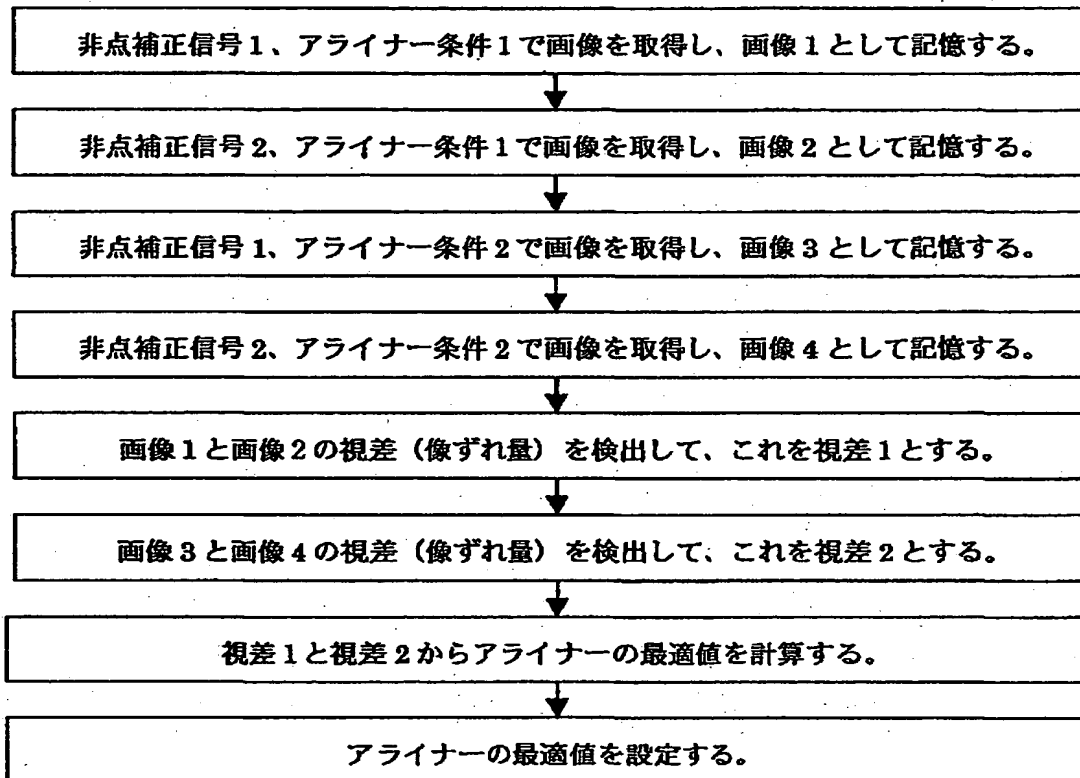 非点補正信号1、アライナー条件1で画像を取得し、画像1として記憶する。
非点補正信号2、アライナー条件1で画像を取得し、画像2として記憶する。
非点補正信号1、アライナー条件2で画像を取得し、画像3として記憶する。
非点補正信号2、アライナー条件2で画像を取得し、画像4として記憶する。
画像1と画像2の視差（像ずれ量）を検出して、これを視差1とする。
画像3と画像4の視差（像ずれ量）を検出して、これを視差2とする。
視差1と視差2からアライナーの最適値を計算する。
アライナーの最適値を設定する。